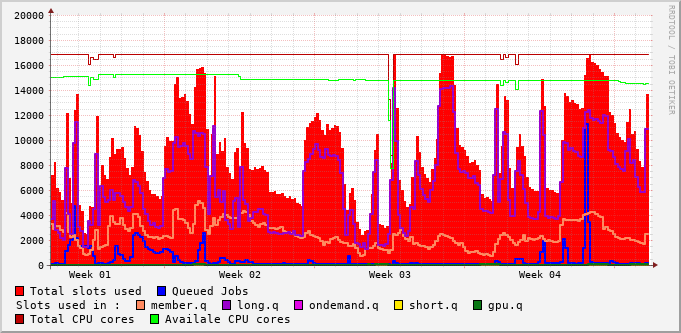 20000
18000
16000
14000
12000
10000
8000
6000
4000
2000
0
Week 01 Week 02 Week 03 Week 04
RRDTOOL / TOBI OETIKER
Total slots used Queued Jobs
Slots used in : member.q long.q ondemand.q short.q gpu.q
Total CPU cores Availale CPU cores